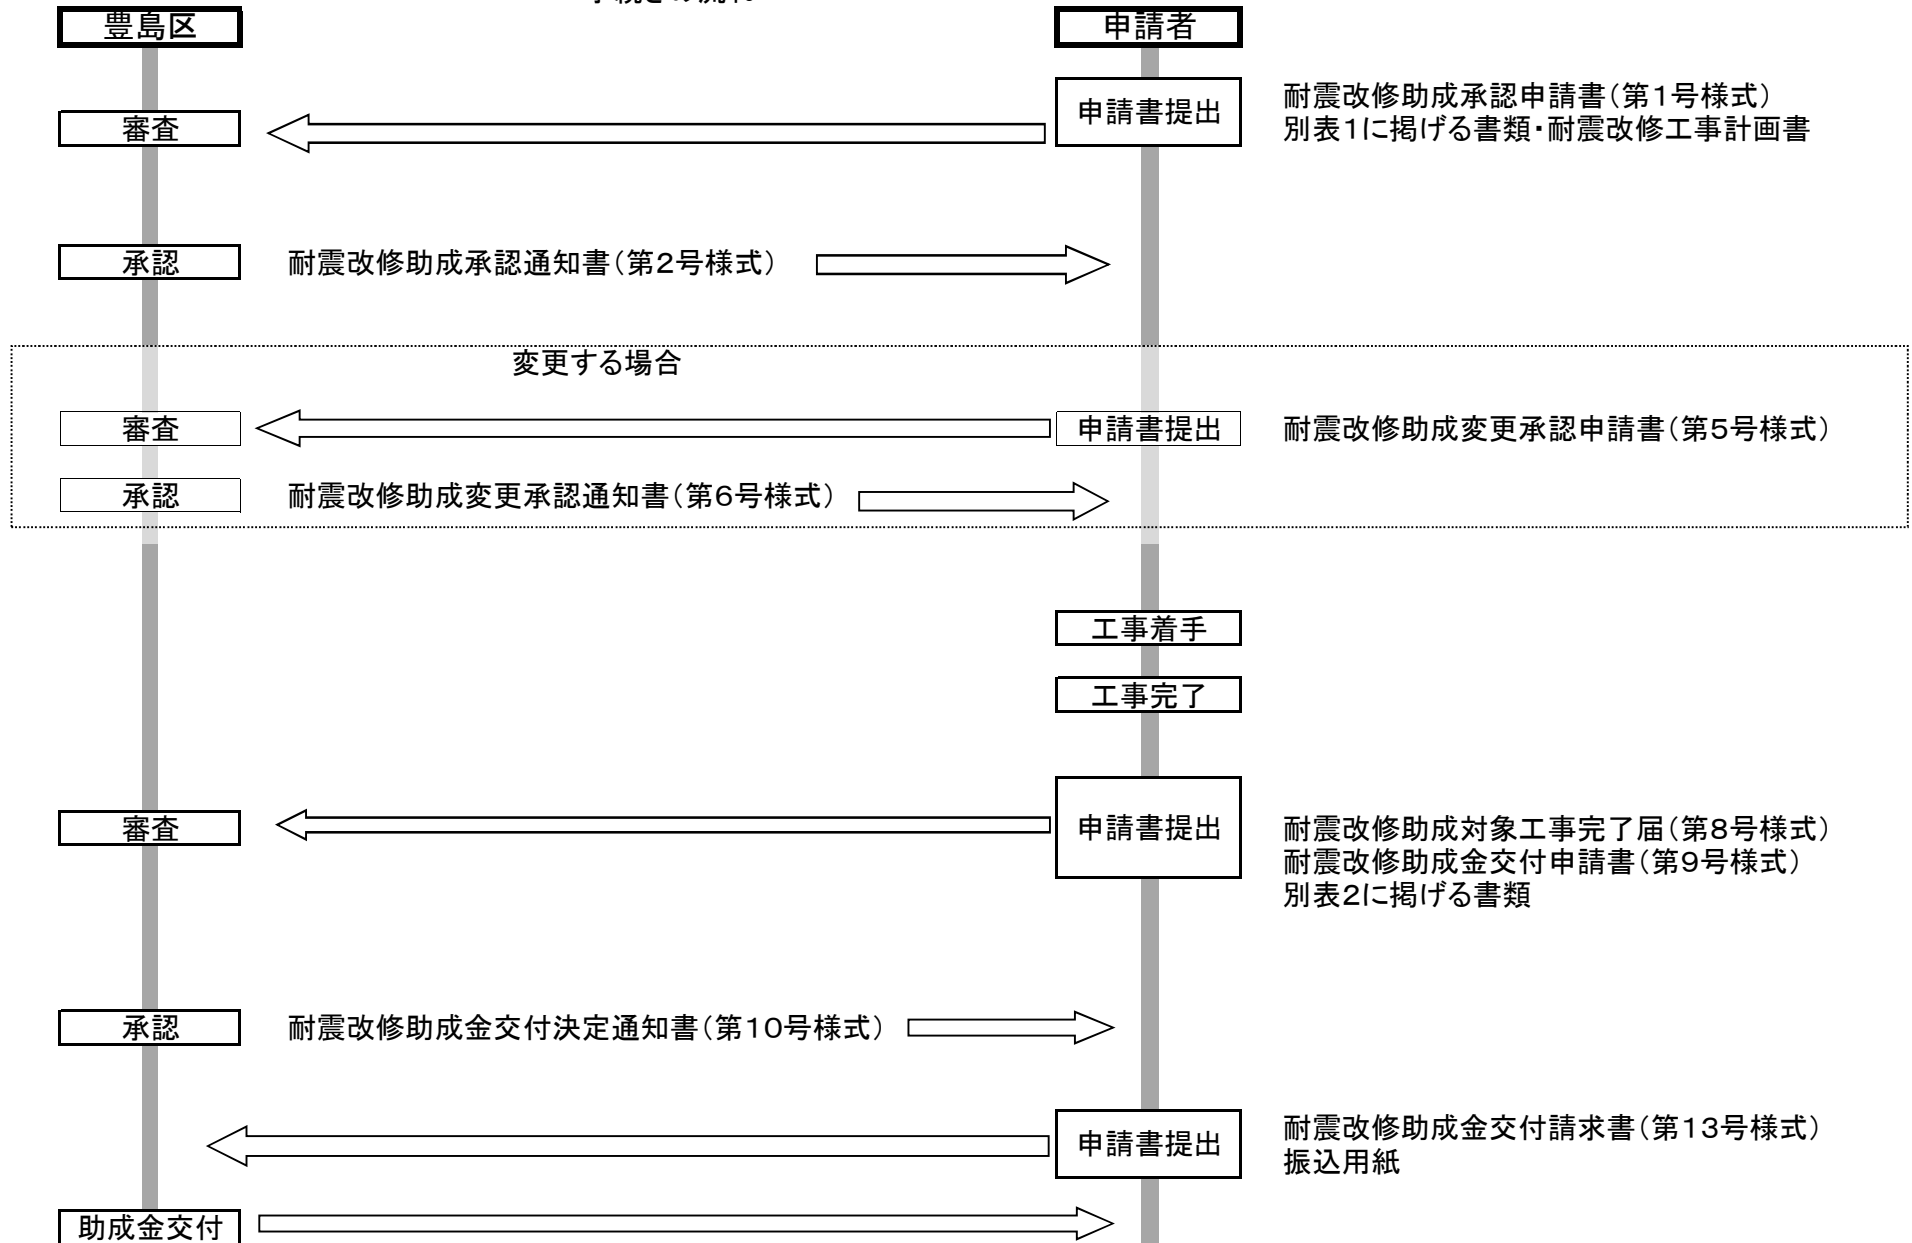 豊島区
申請者
申請書提出
耐震改修助成承認申請書(第1号様式)
別表1に掲げる書類・耐震改修工事計画書
審査
承認
耐震改修助成承認通知書(第2号様式)
変更する場合
審査
申請書提出
耐震改修助成変更承認申請書(第5号様式)
承認
耐震改修助成変更承認通知書(第6号様式)
工事着手
工事完了
審査
申請書提出
耐震改修助成対象工事完了届(第8号様式)
耐震改修助成金交付申請書(第9号様式)
別表2に掲げる書類
承認
耐震改修助成金交付決定通知書(第10号様式)
申請書提出
耐震改修助成金交付請求書(第13号様式)
振込用紙
助成金交付